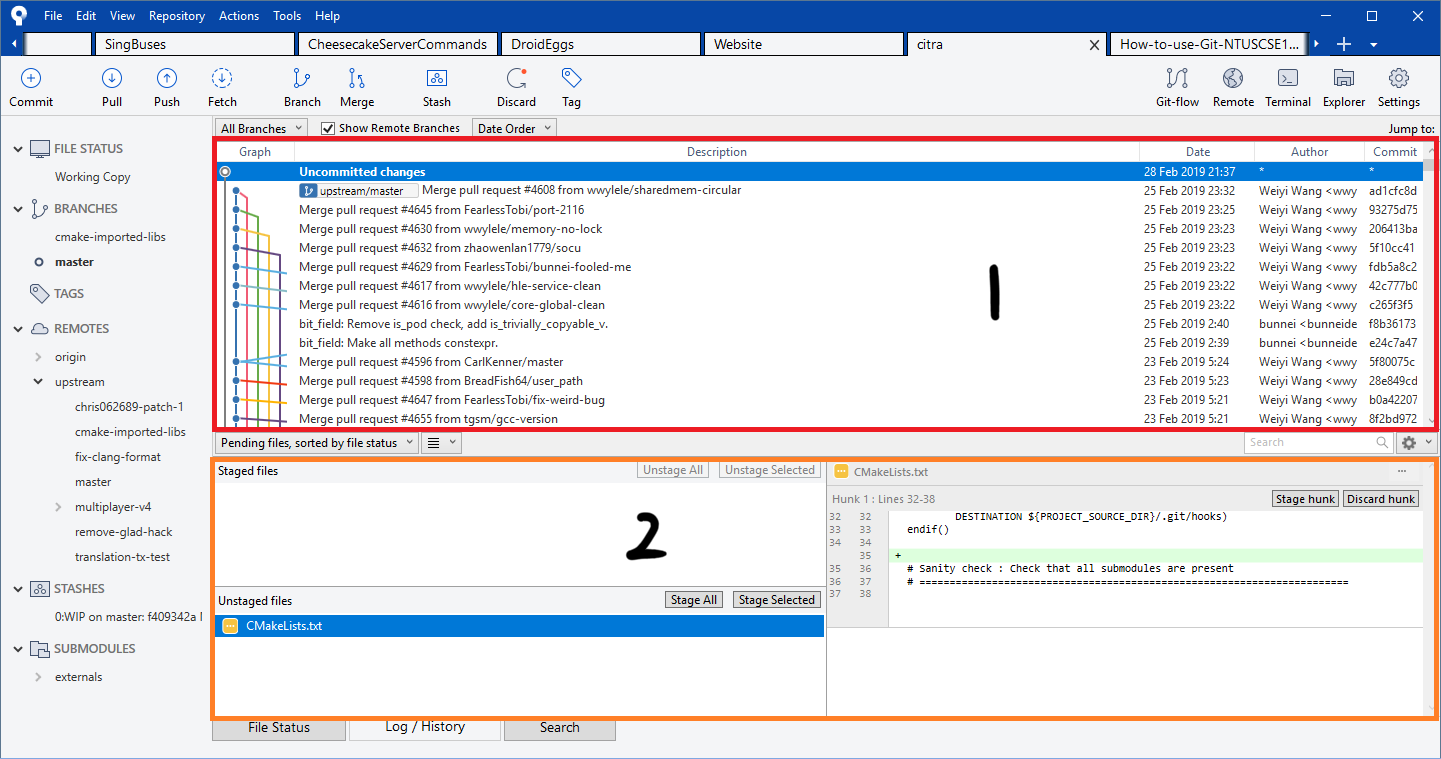 File Edit View Repository Actions Tools Help
SingBuses CheesecakeServerCommands DroidEggs Website citra How-to-use-Git-NTUSCSE1...
Commit Pull Push Fetch Branch Merge Stash Discard Tag Git-flow Remote Terminal Explorer Settings
All Branches Show Remote Branches Date Order Jump to:
FILE STATUS
Working Copy
BRANCHES
cmake-imported-libs
master
TAGS
REMOTES
origin
upstream
chris062689-patch-1
cmake-imported-libs
fix-clang-format
master
multiplayer-v4
remove-glad-hack
translation-tx-test
STASHES
0:WIP on master: f409342a
SUBMODULES
externals
Graph Description Date Author Commit
Uncommitted changes 28 Feb 2019 21:37 * *
upstream/master Merge pull request #4608 from wwylele/sharedmem-circular 25 Feb 2019 23:32 Weiyi Wang <wwy ad1cfc8d
Merge pull request #4645 from FearlessTobi/port-2116 25 Feb 2019 23:25 Weiyi Wang <wwy 93275d75
Merge pull request #4630 from wwylele/memory-no-lock 25 Feb 2019 23:23 Weiyi Wang <wwy 206413ba
Merge pull request #4632 from zhaowenlan1779/socu 25 Feb 2019 23:23 Weiyi Wang <wwy 5f10cc41
Merge pull request #4629 from FearlessTobi/bunnei-fooled-me 25 Feb 2019 23:22 Weiyi Wang <wwy fdb5a8c2
Merge pull request #4617 from wwylele/hle-service-clean 25 Feb 2019 23:22 Weiyi Wang <wwy 42c777b0
Merge pull request #4616 from wwylele/core-global-clean 25 Feb 2019 23:22 Weiyi Wang <wwy c265f3f5
bit_field: Remove is_pod check, add is_trivially_copyable_v. 25 Feb 2019 2:40 bunnei <bunneide f8b36173
bit_field: Make all methods constexpr. 25 Feb 2019 2:39 bunnei <bunneide e24c7a47
Merge pull request #4596 from CarlKenner/master 23 Feb 2019 5:24 Weiyi Wang <wwy 5f80075c
Merge pull request #4598 from BreadFish64/user_path 23 Feb 2019 5:23 Weiyi Wang <wwy 28e849cd
Merge pull request #4647 from FearlessTobi/fix-weird-bug 23 Feb 2019 5:21 Weiyi Wang <wwy b0a42207
Merge pull request #4655 from tgsm/gcc-version 23 Feb 2019 5:21 Weiyi Wang <wwy 8f2bd972
1
Pending files, sorted by file status Search
Staged files Unstage All Unstage Selected
2
Unstaged files Stage All Stage Selected
CMakeLists.txt
CMakeLists.txt ...
Hunk 1 : Lines 32-38 Stage hunk Discard hunk
32 32 DESTINATION ${PROJECT_SOURCE_DIR}/.git/hooks)
33 33 endif()
34 34
35 +
35 36 # Sanity check : Check that all submodules are present
36 37 # =======================================================================
37 38
File Status Log / History Search